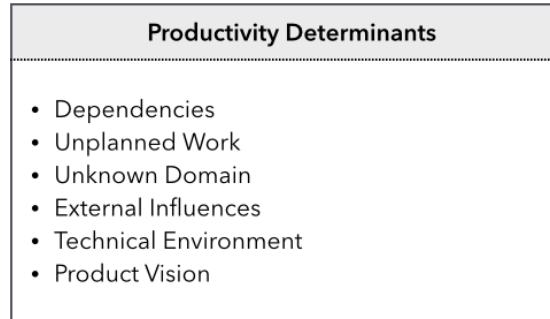 Productivity Determinants
• Dependencies
• Unplanned Work
• Unknown Domain
• External Influences
• Technical Environment
• Product Vision